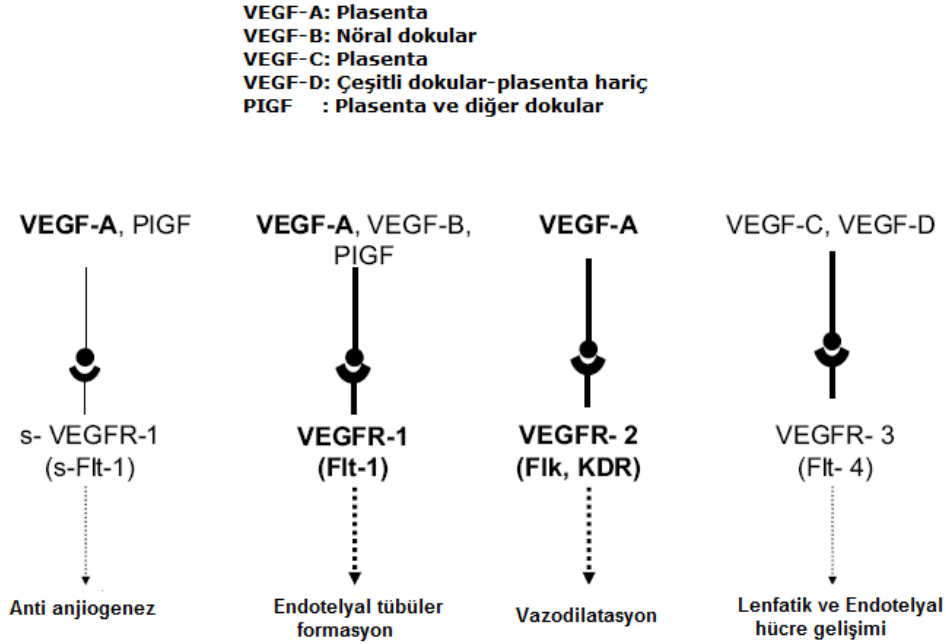 VEGF-A: Plasenta
VEGF-B: Nöral dokular
VEGF-C: Plasenta
VEGF-D: Çeşitli dokular-plasenta hariç
PIGF : Plasenta ve diğer dokular
VEGF-A, PIGF
VEGF-A, VEGF-B,
PIGF
VEGF-A
VEGF-C, VEGF-D
s- VEGFR-1
(s-Flt-1)
VEGFR-1
(Flt-1)
VEGFR- 2
(Flk, KDR)
VEGFR- 3
(Flt- 4)
Anti anjiogenez
Endotelyal tübüler
formasyon
Vazodilatasyon
Lenfatik ve Endotelyal
hücre gelişimi